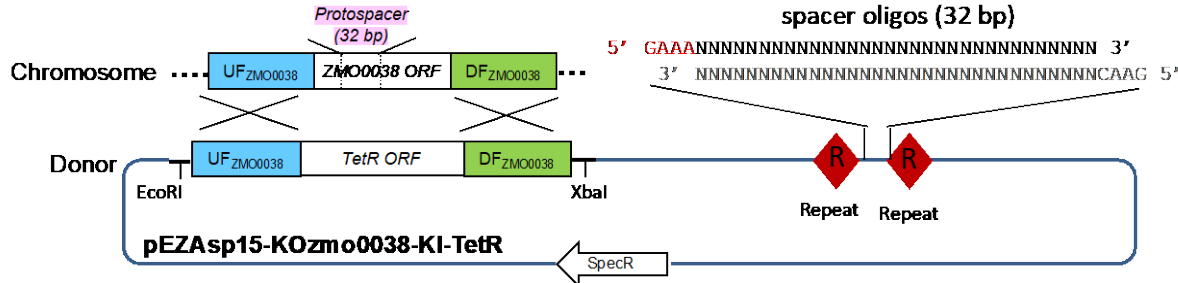 Protospacer
(32 bp)
spacer oligos (32 bp)
5’ GAAANNNNNNNNNNNNNNNNNNNNNNNNNNNNNNNN 3’
3’ NNNNNNNNNNNNNNNNNNNNNNNNNNNNNNNNCAAG 5’
Chromosome
UFZMO0038
ZMO0038 ORF
DFZMO0038
Donor
UFZMO0038
TetR ORF
DFZMO0038
EcoRI
XbaI
R
R
Repeat
Repeat
pEZAsp15-KOzmo0038-KI-TetR
SpecR